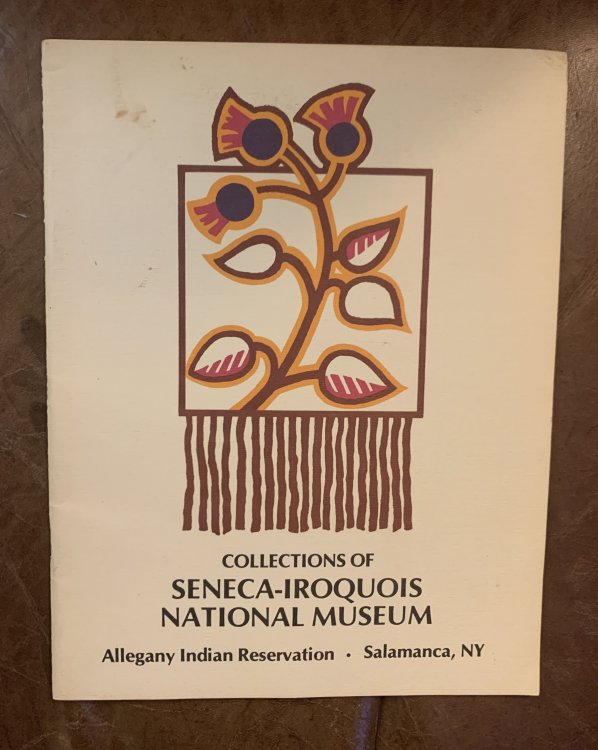 COLLECTIONS OF
SENECA-IROQUOIS
NATIONAL MUSEUM
Allegany Indian Reservation • Salamanca, NY